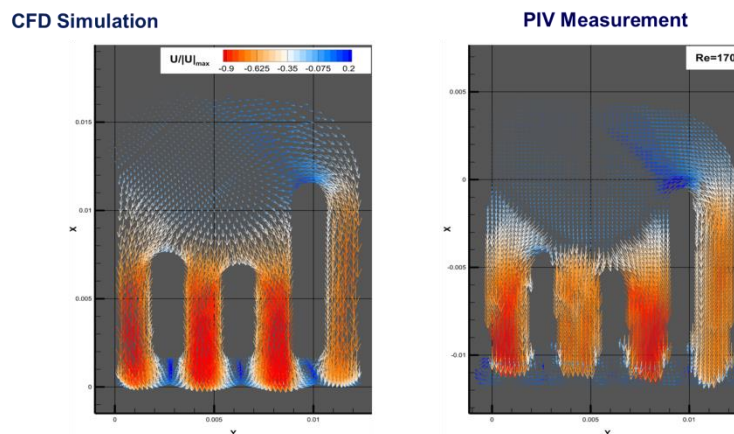 CFD Simulation
PIV Measurement
U/|U|max
-0.9 -0.625 -0.35 -0.075 0.2
Re=170
0.015
0.01
0.005
0
X
0 0.005 0.01
X
0.005
0
-0.005
-0.01
X
0 0.005 0.01
X